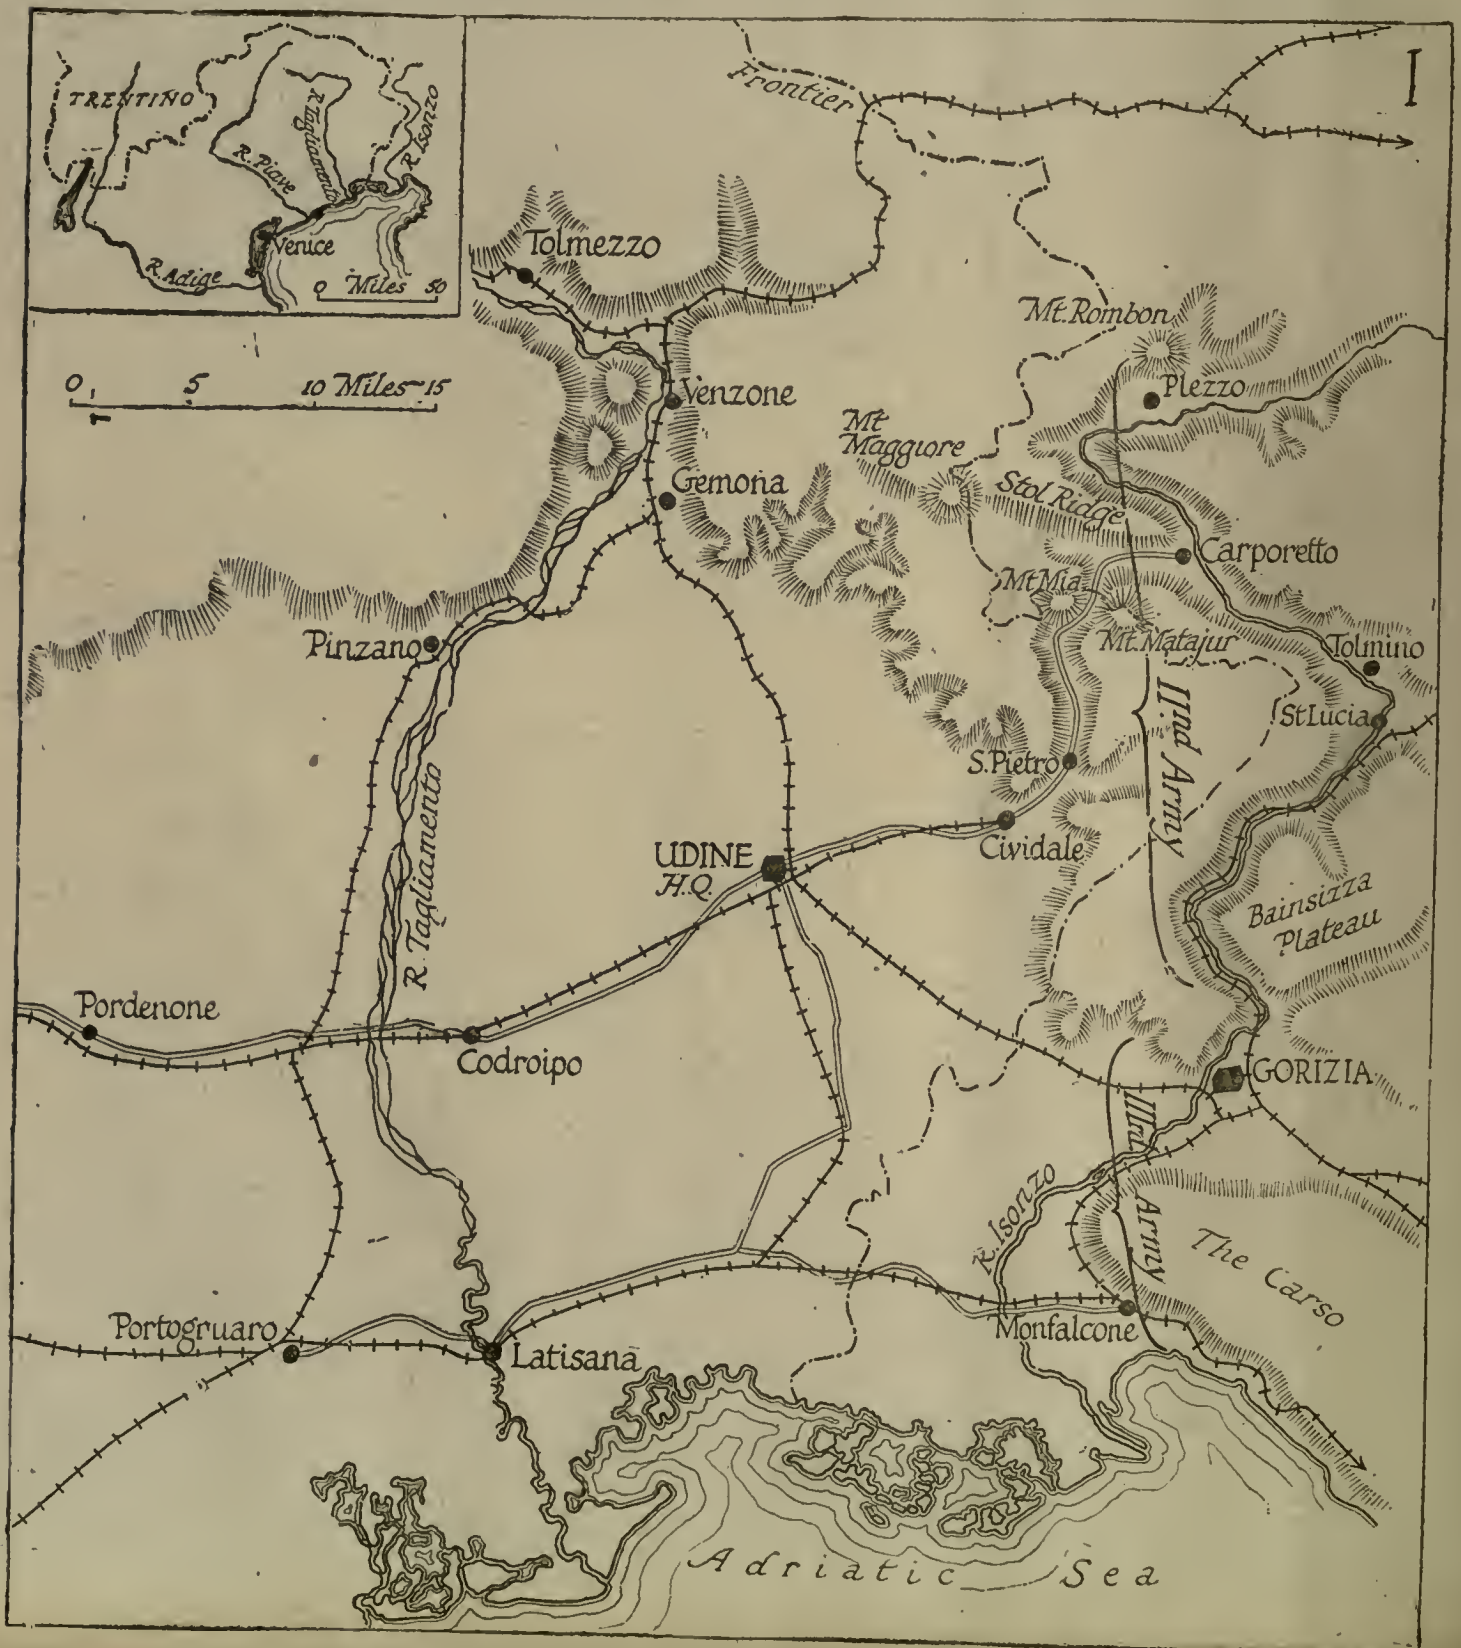 I
Frontier
TRENTINO
R. Piave
R. Tagliamento
R. Isonzo
Venice
R. Adige
0 Miles 50
Tolmezzo
Mt. Rombon
0 5 10 Miles 15
Venzone
Plezzo
Mt
Maggiore
Gemona
Stol Ridge
Carporetto
Mt Mia
Pinzano
Mt. Matajur
Tolmino
IInd Army
St Lucia
S. Pietro
R. Tagliamento
UDINE
H.Q.
Cividale
Bainsizza
Plateau
Pordenone
Codroipo
GORIZIA
IIIrd Army
R. Isonzo
The Carso
Portogruaro
Latisana
Monfalcone
Adriatic Sea